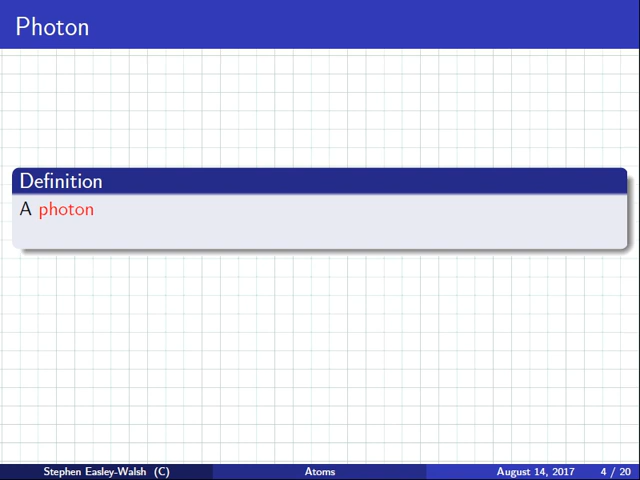 Photon
Definition
A photon
Stephen Easley-Walsh (C) Atoms August 14, 2017 4 / 20